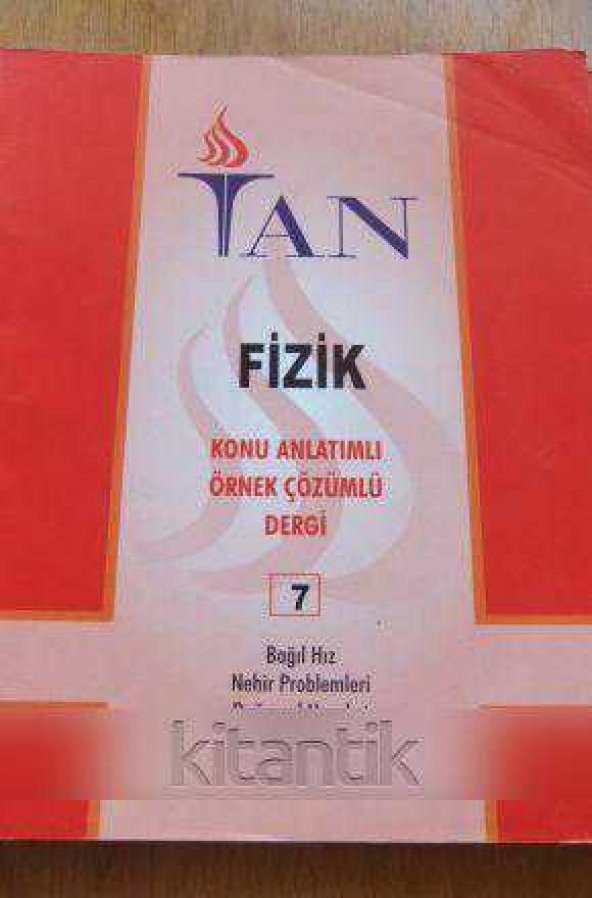 TAN
FİZİK
KONU ANLATIMLI
ÖRNEK ÇÖZÜMLÜ
DERGİ
7
Bağıl Hız
Nehir Problemleri
kitantik